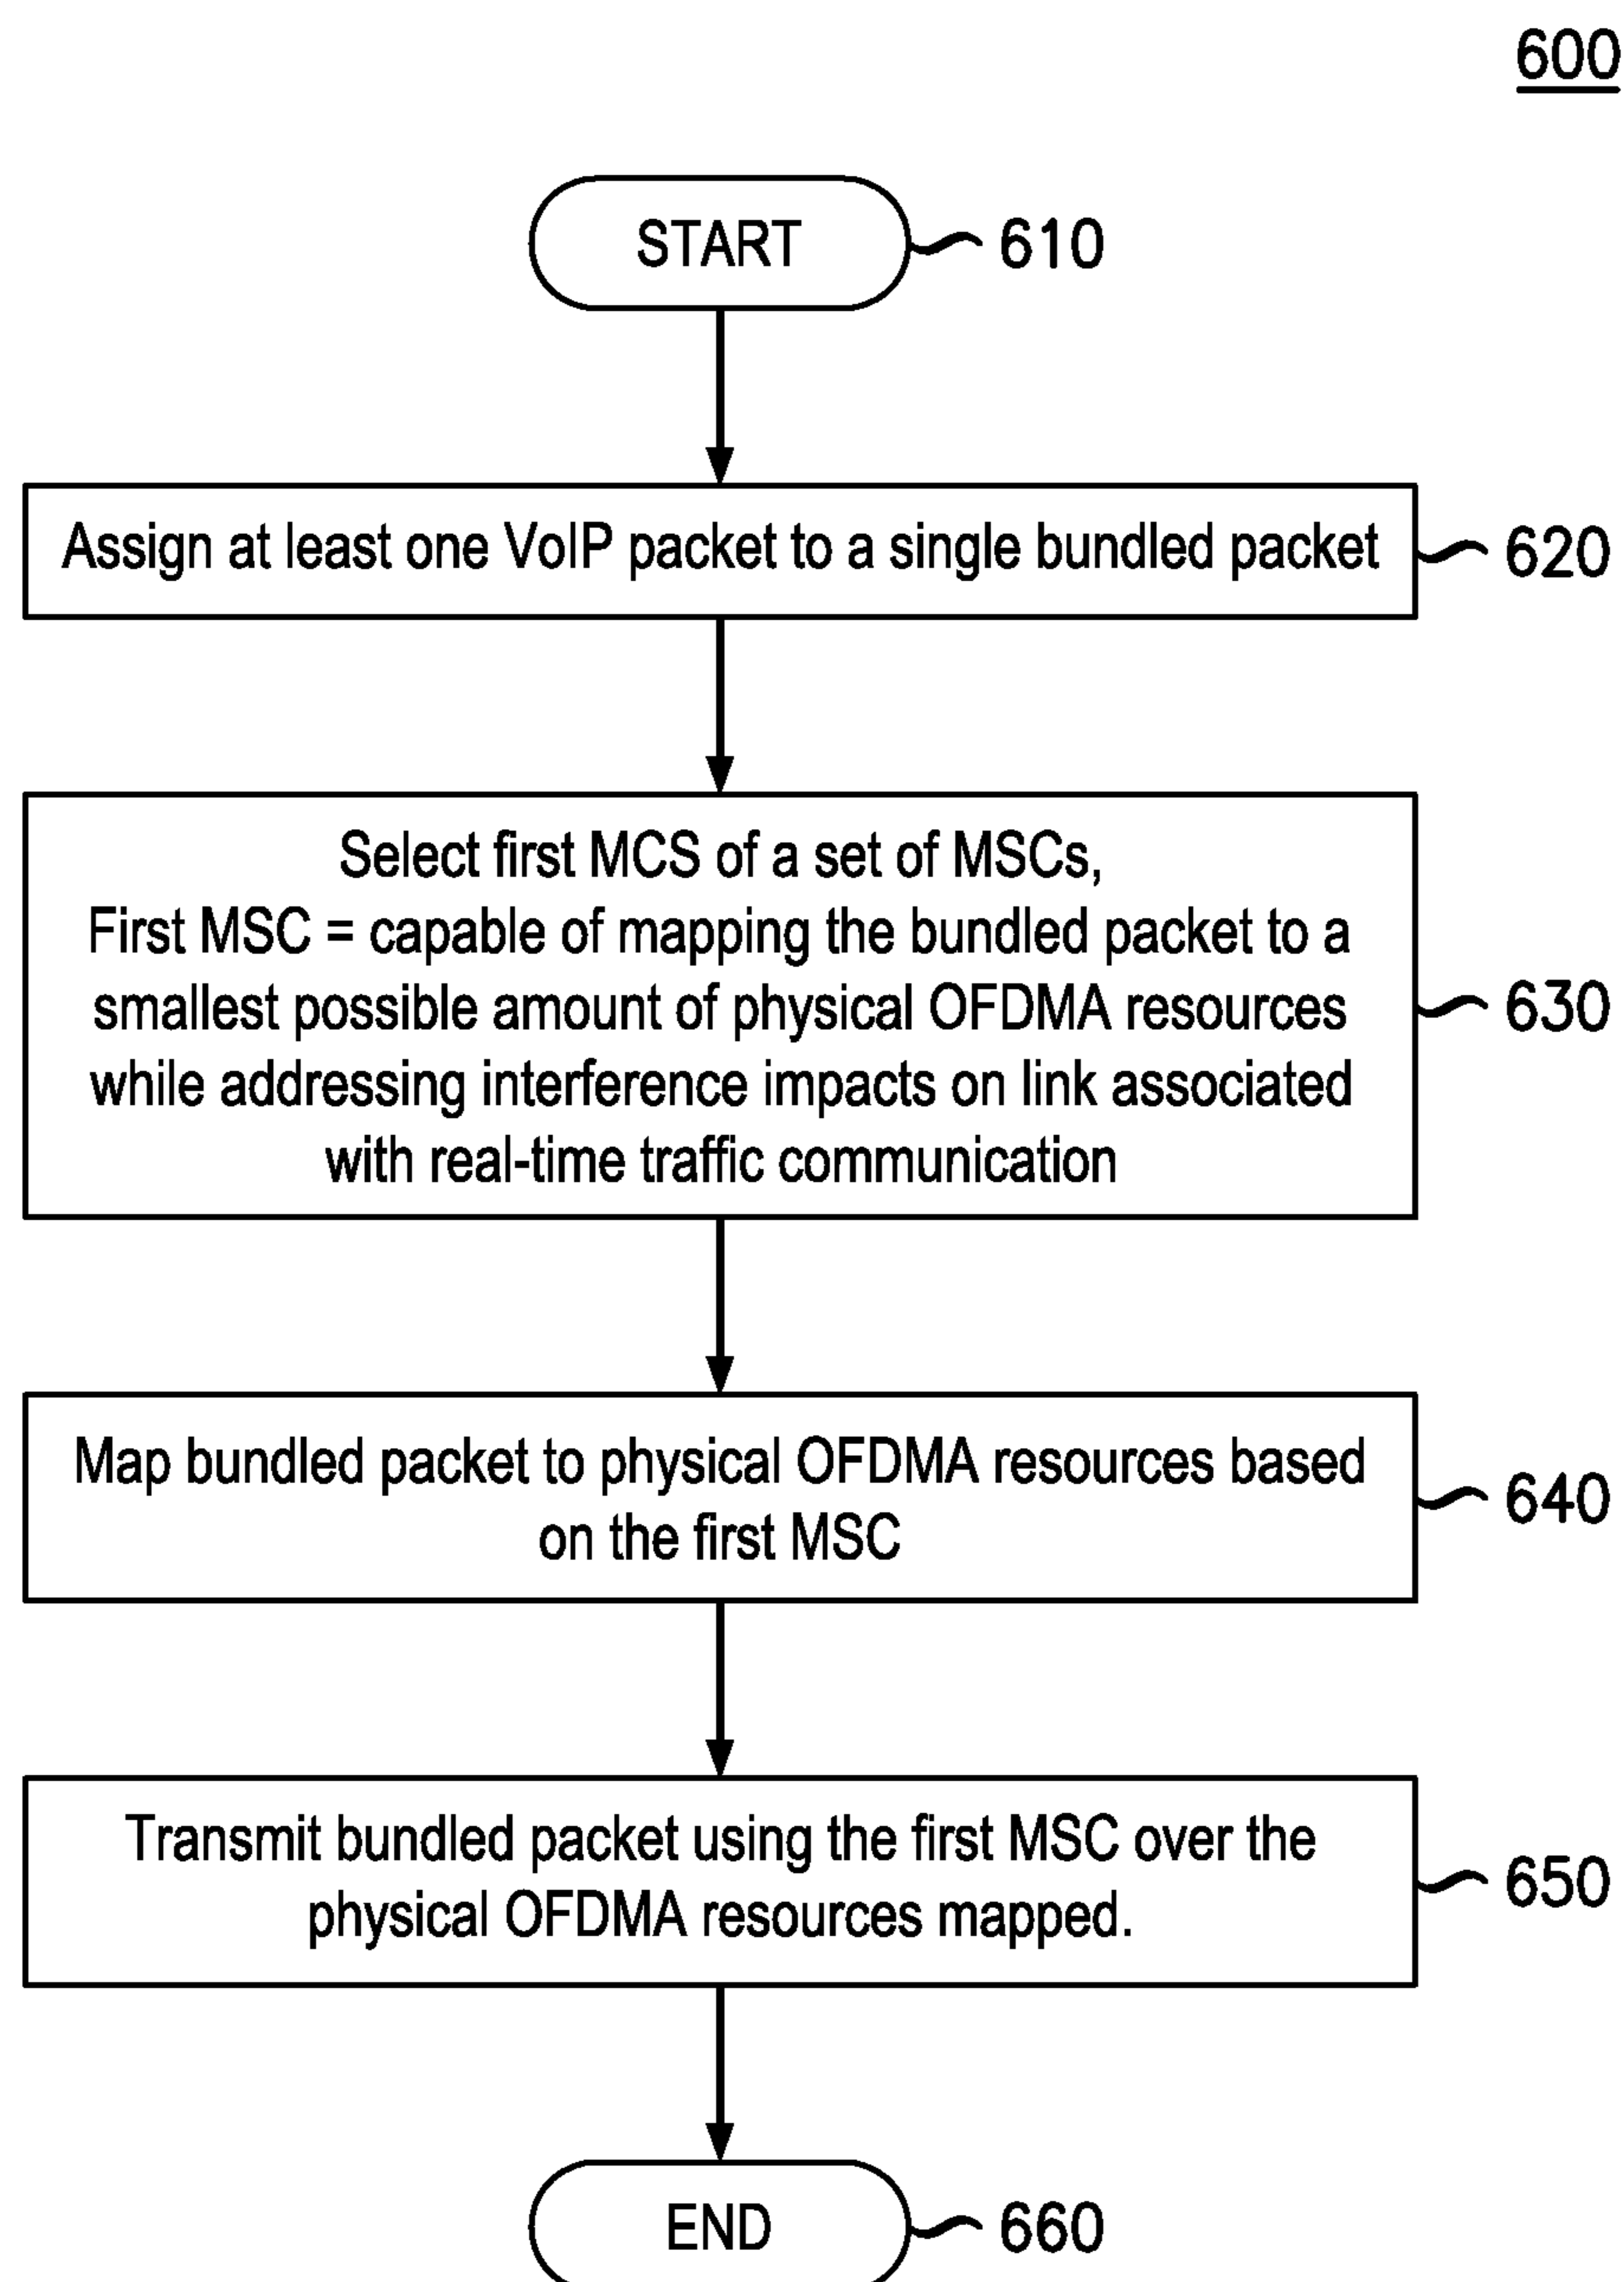 600
START
610
Assign at least one VoIP packet to a single bundled packet
620
Select first MCS of a set of MSCs,
First MSC = capable of mapping the bundled packet to a
smallest possible amount of physical OFDMA resources
while addressing interference impacts on link associated
with real-time traffic communication
630
Map bundled packet to physical OFDMA resources based
on the first MSC
640
Transmit bundled packet using the first MSC over the
physical OFDMA resources mapped.
650
END
660